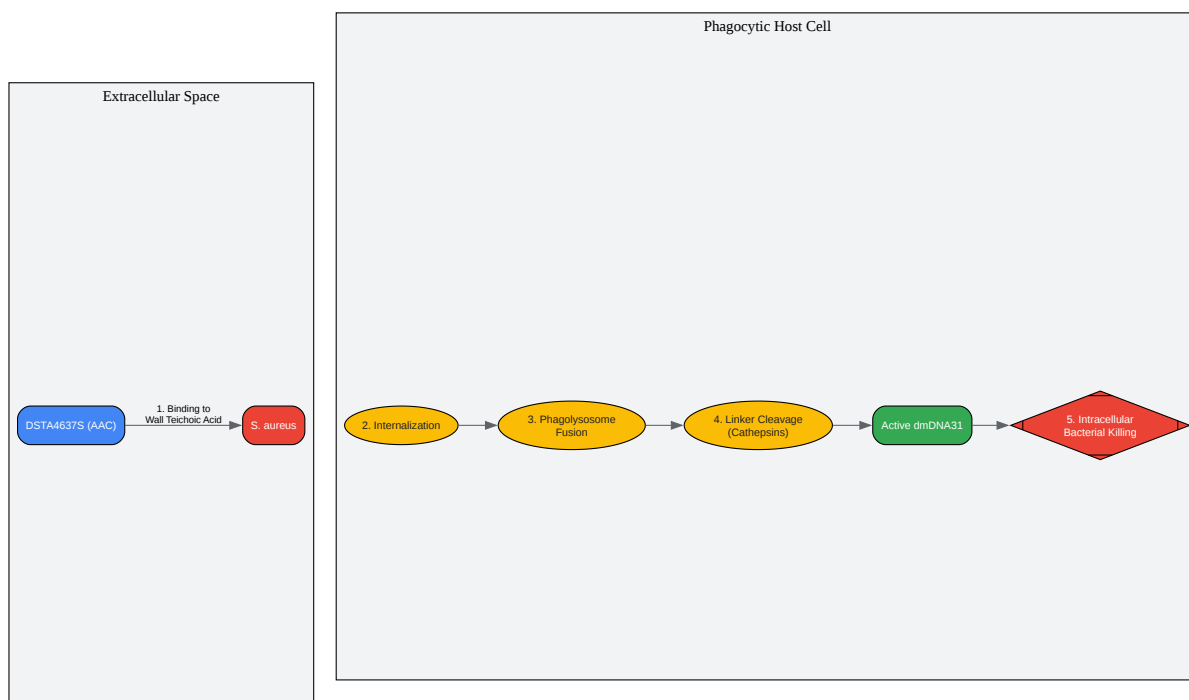 Phagocytic Host Cell
Extracellular Space
DSTA4637S (AAC)
1. Binding to
Wall Teichoic Acid
S. aureus
2. Internalization
3. Phagolysosome
Fusion
4. Linker Cleavage
(Cathepsins)
Active dmDNA31
5. Intracellular
Bacterial Killing